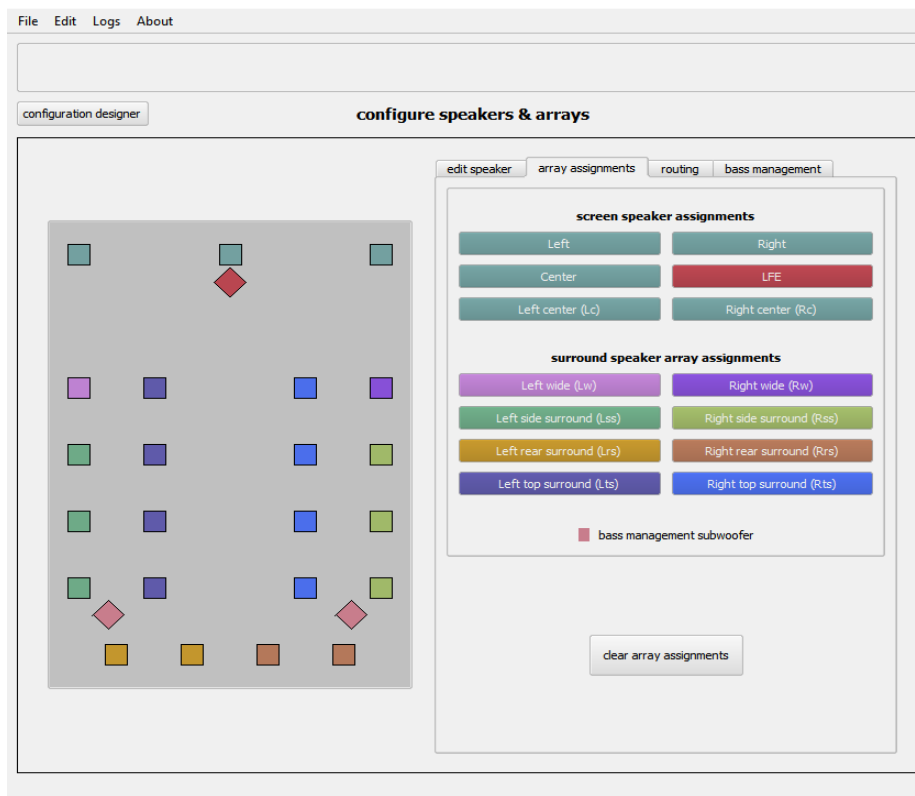 File Edit Logs About
configuration designer
configure speakers & arrays
edit speaker array assignments routing bass management
screen speaker assignments
Left Right
Center LFE
Left center (Lc) Right center (Rc)
surround speaker array assignments
Left wide (Lw) Right wide (Rw)
Left side surround (Lss) Right side surround (Rss)
Left rear surround (Lrs) Right rear surround (Rrs)
Left top surround (Lts) Right top surround (Rts)
bass management subwoofer
clear array assignments